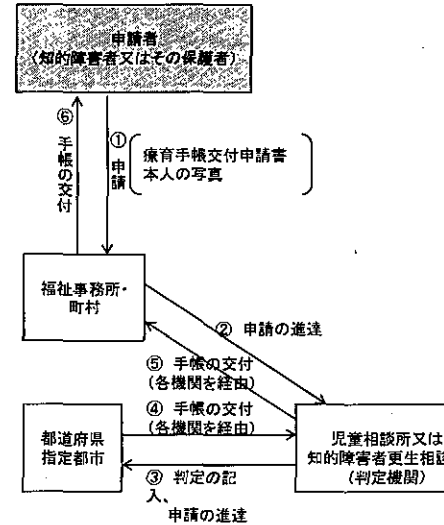 申請者
(知的障害者又はその保護者)
⑥ 手帳の交付
① 申請
療育手帳交付申請書
本人の写真
福祉事務所・
町村
② 申請の進達
⑤ 手帳の交付
(各機関を経由)
④ 手帳の交付
(各機関を経由)
都道府県
指定都市
児童相談所又は
知的障害者更生相談
(判定機関)
③ 判定の記
入、
申請の進達